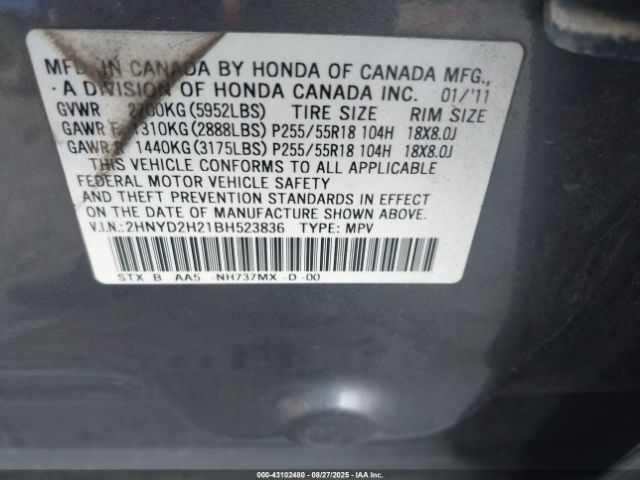 MFD. IN CANADA BY HONDA OF CANADA MFG.,
A DIVISION OF HONDA CANADA INC. 01/'11
GVWR 2700KG (5952LBS) TIRE SIZE RIM SIZE
GAWR F 1310KG (2888LBS) P255/55R18 104H 18X8.0J
GAWR R 1440KG (3175LBS) P255/55R18 104H 18X8.0J
THIS VEHICLE CONFORMS TO ALL APPLICABLE
FEDERAL MOTOR VEHICLE SAFETY
AND THEFT PREVENTION STANDARDS IN EFFECT
ON THE DATE OF MANUFACTURE SHOWN ABOVE.
V.I.N.: 2HNYD2H21BH523836 TYPE: MPV
STX B AA5 -NH737MX -D -00
000-43102480 - 08/27/2025 - IAA Inc.